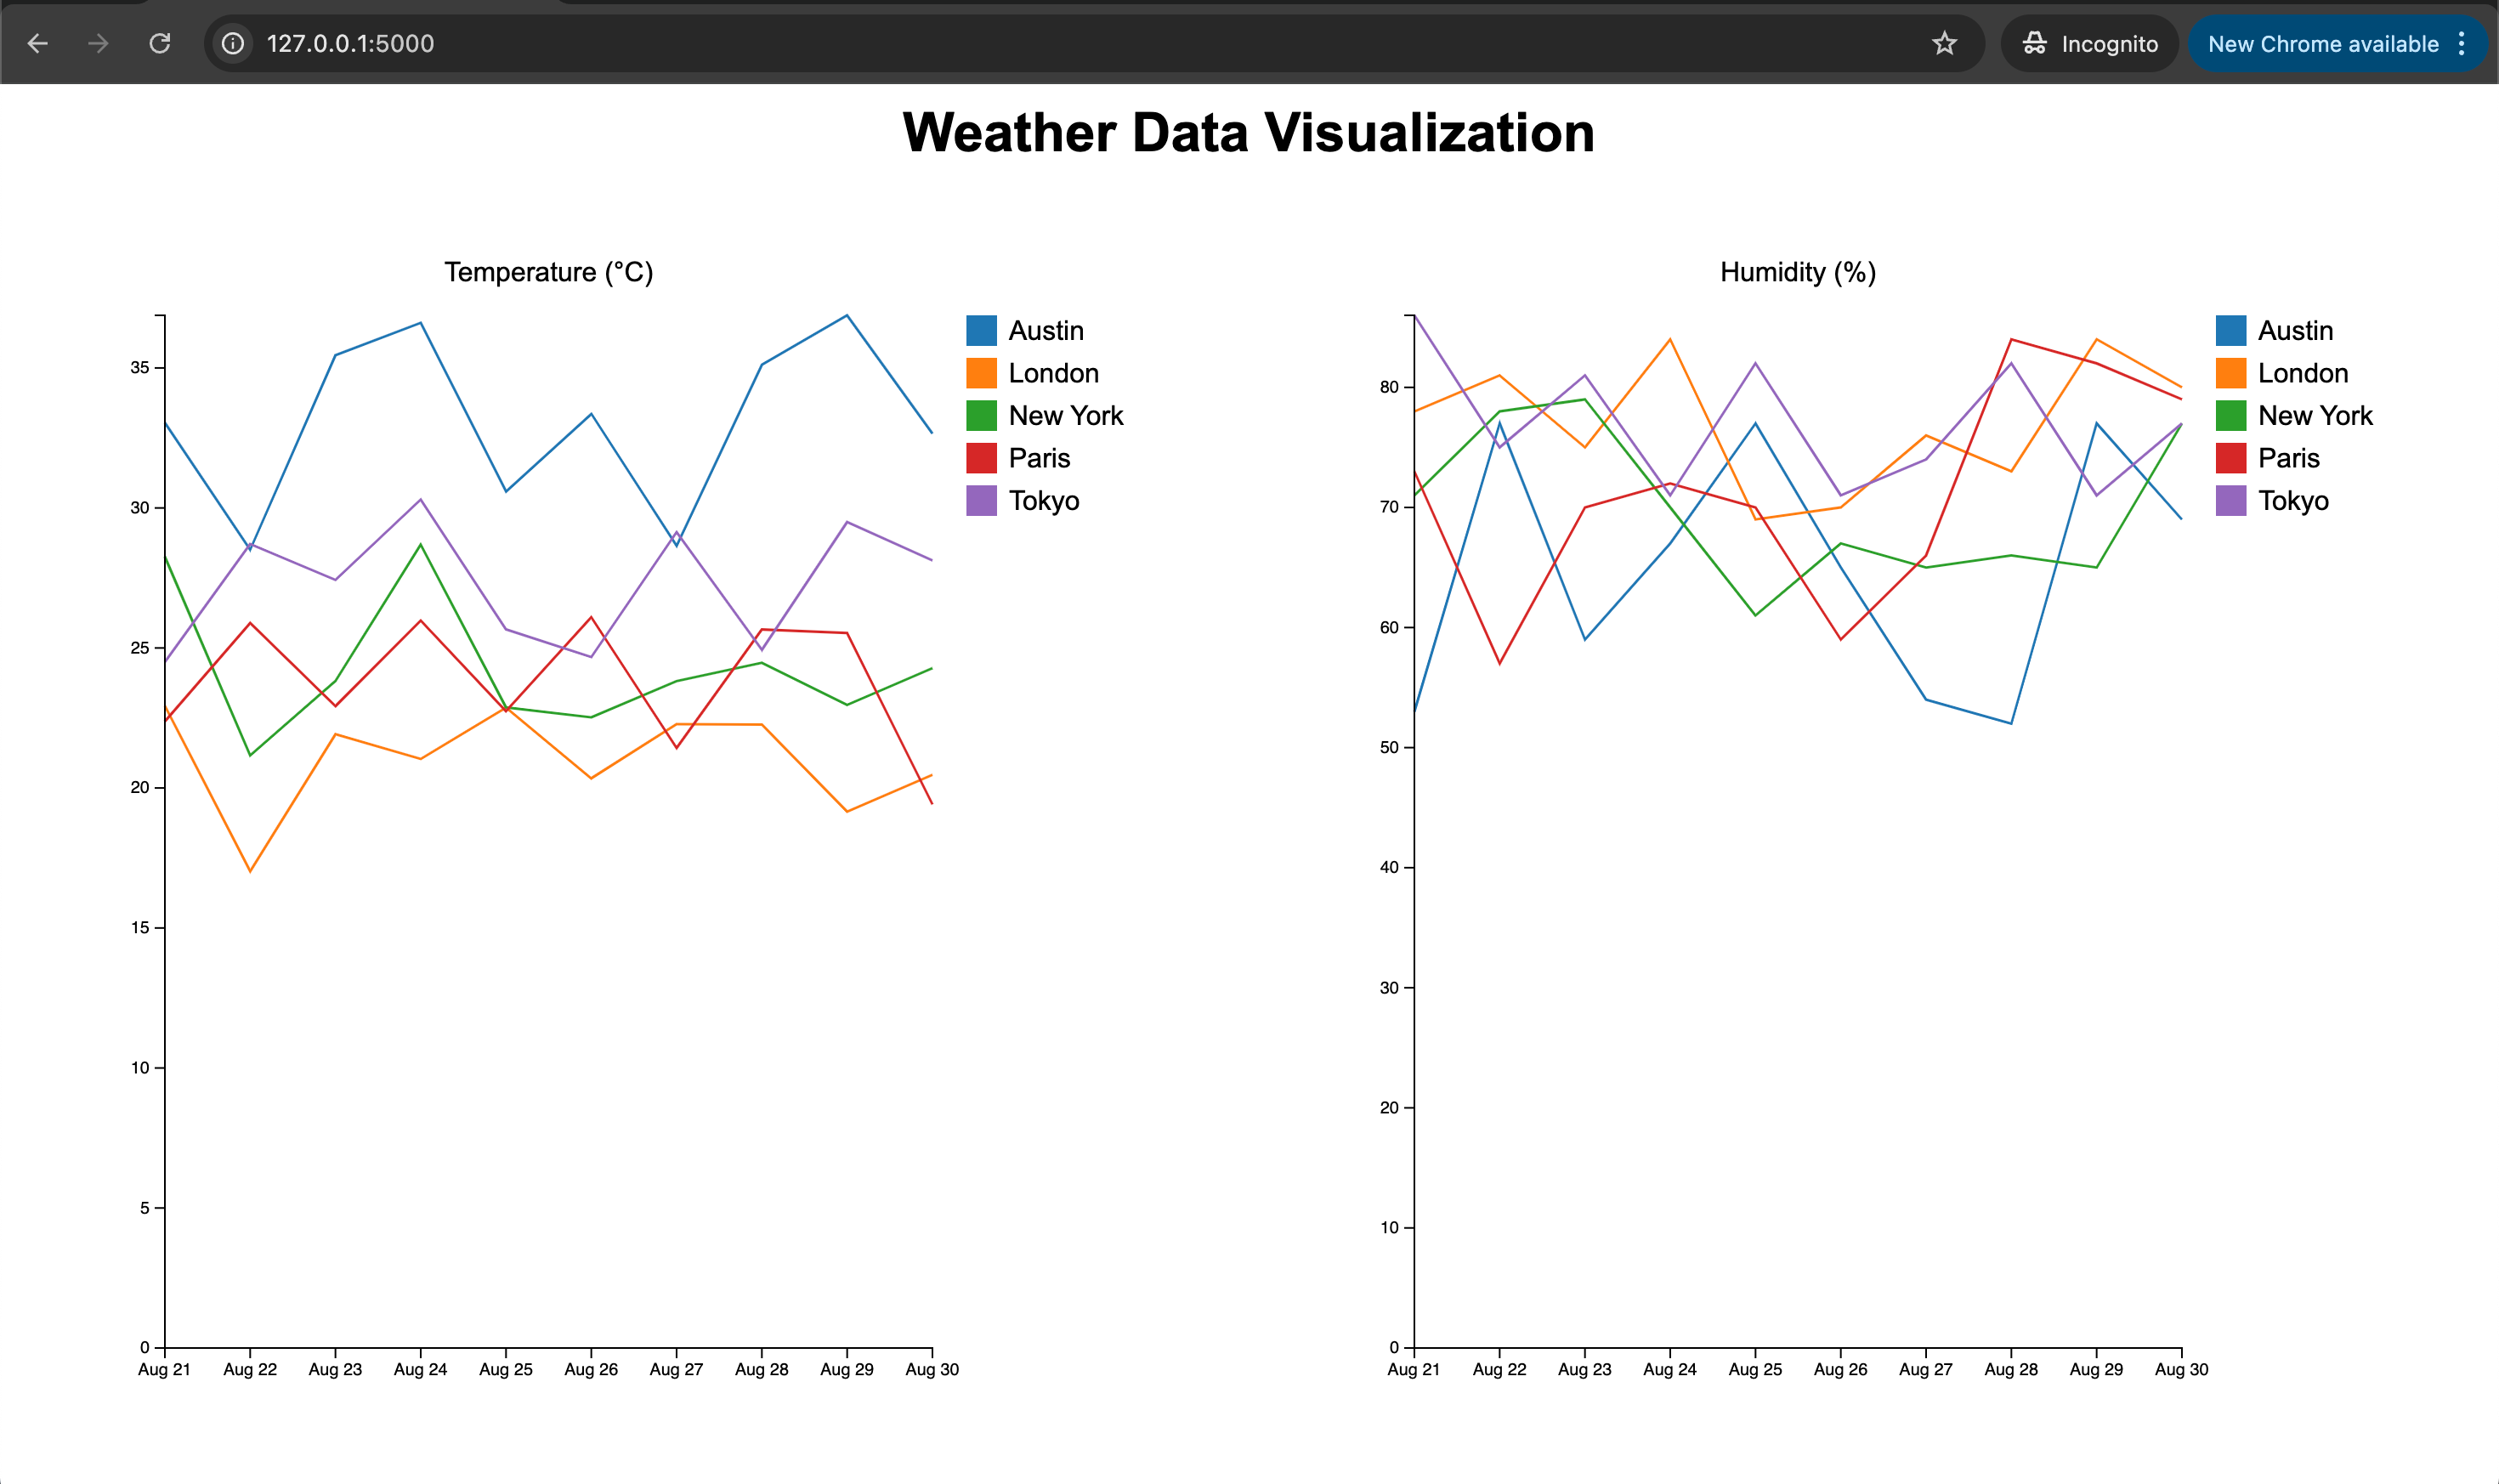 127.0.0.1:5000
Incognito
New Chrome available
Weather Data Visualization
Temperature (°C)
35
30
25
20
15
10
5
0
Aug 21 Aug 22 Aug 23 Aug 24 Aug 25 Aug 26 Aug 27 Aug 28 Aug 29 Aug 30
Austin
London
New York
Paris
Tokyo
Humidity (%)
80
70
60
50
40
30
20
10
0
Aug 21 Aug 22 Aug 23 Aug 24 Aug 25 Aug 26 Aug 27 Aug 28 Aug 29 Aug 30
Austin
London
New York
Paris
Tokyo